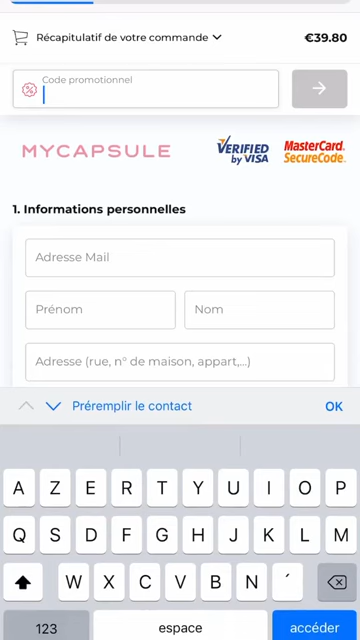 Récapitulatif de votre commande €39.80
Code promotionnel
MYCAPSULE VERIFIED by VISA MasterCard. SecureCode.
1. Informations personnelles
Adresse Mail
Prénom Nom
Adresse (rue, n° de maison, appart,...)
Préremplir le contact OK
A Z E R T Y U I O P
Q S D F G H J K L M
W X C V B N ´
123 espace accéder